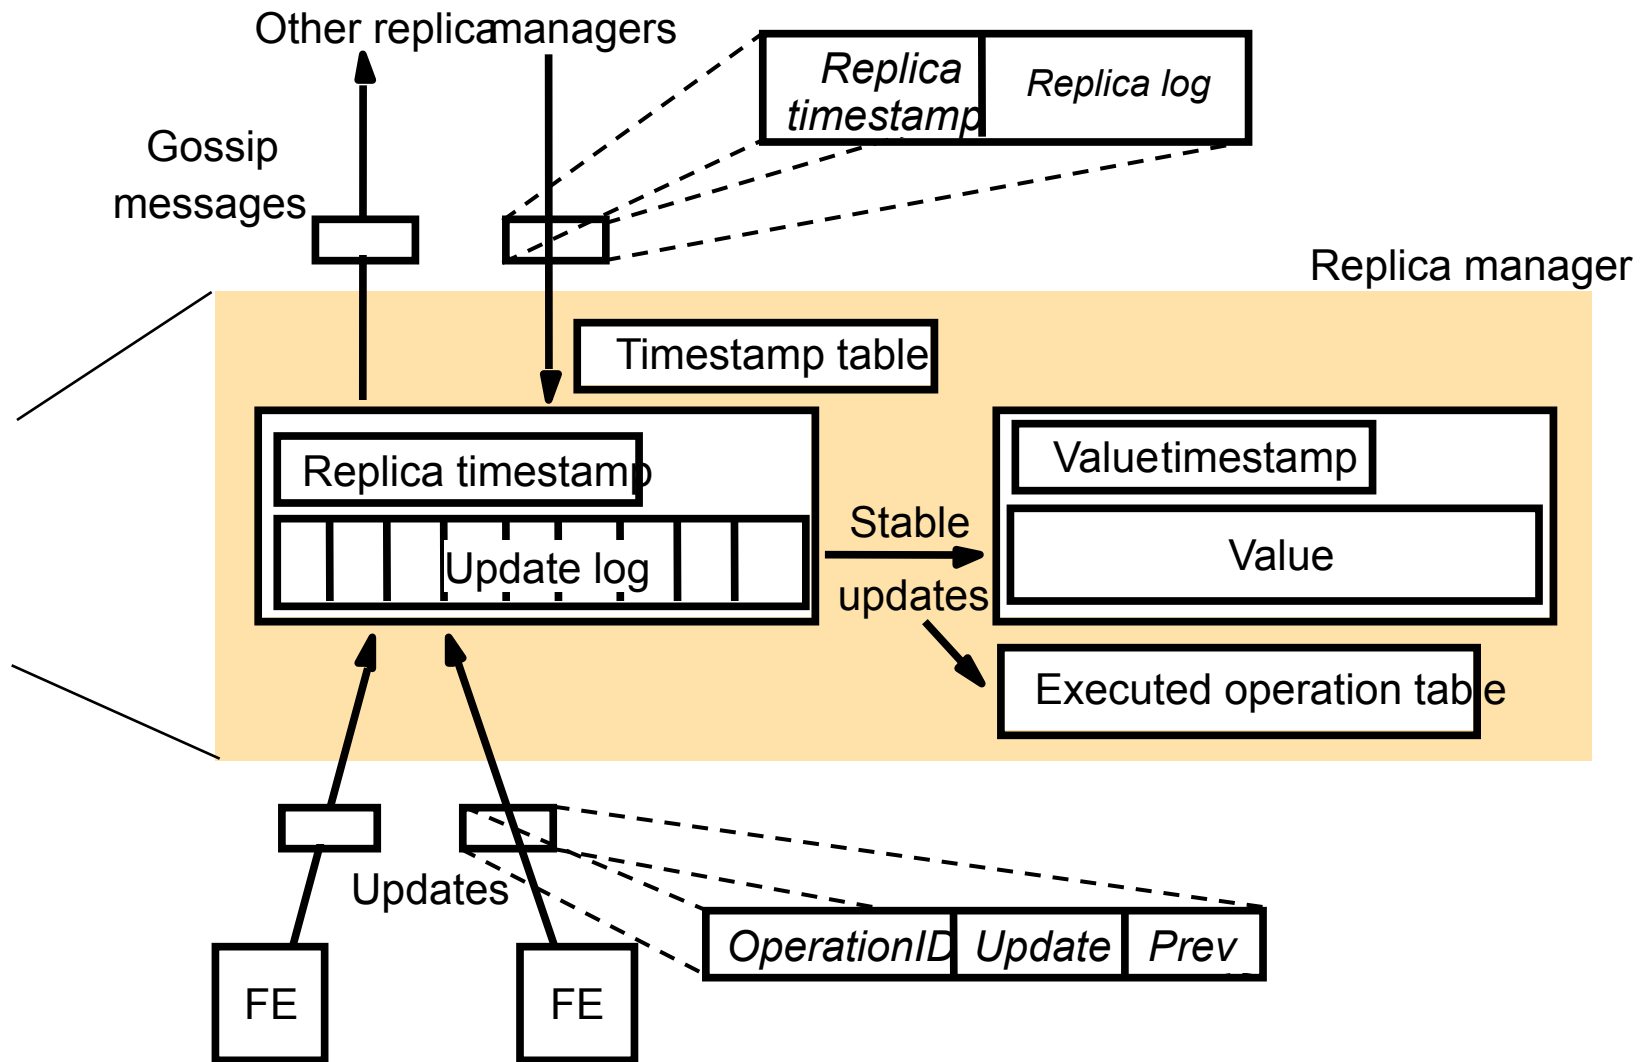 Other replica managers
Replica
timestamp
Replica log
Gossip
messages
Replica manager
Timestamp table
Replica timestamp
Update log
Stable
updates
Value timestamp
Value
Executed operation table
Updates
OperationID
Update
Prev
FE
FE